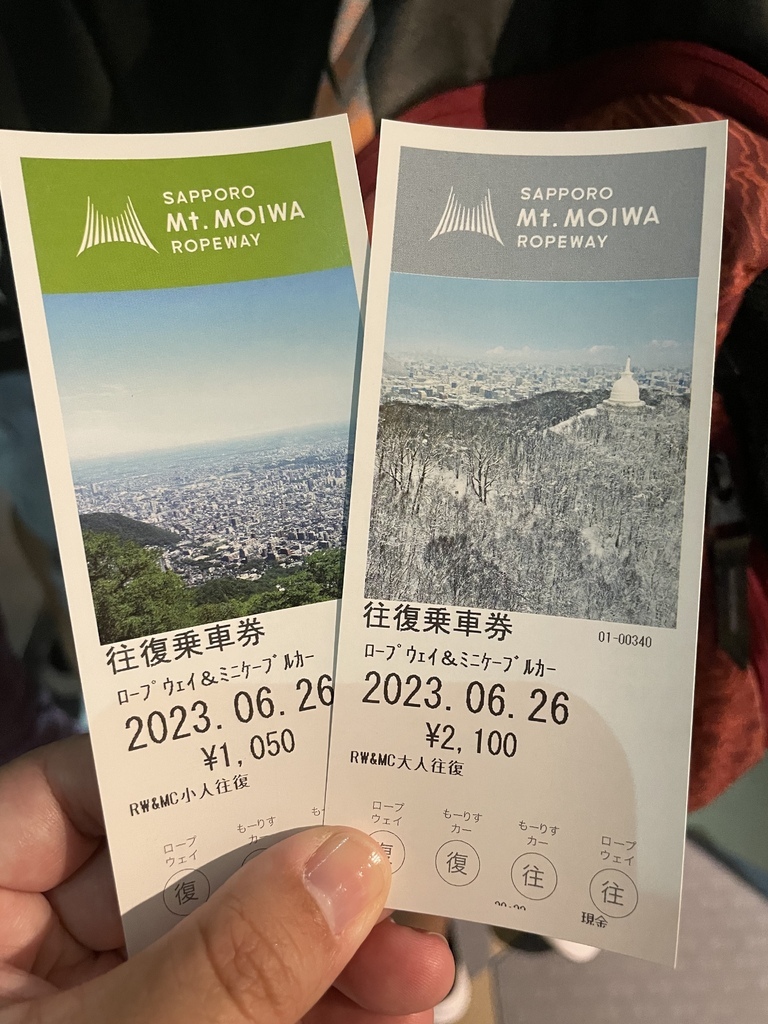 SAPPORO
Mt. MOIWA
ROPEWAY
往復乗車券
ロープウェイ&ミニケーブルカー
2023.06.26
¥1,050
RW&MC小人往復
ロープ
ウェイ
もーりす
復
SAPPORO
Mt. MOIWA
ROPEWAY
往復乗車券
01-00340
ロープウェイ&ミニケーブルカー
2023.06.26
¥2,100
RW&MC大人往復
ロープ
ウェイ
復
もーりす
カー
復
もーりす
カー
往
ロープ
ウェイ
往
現金